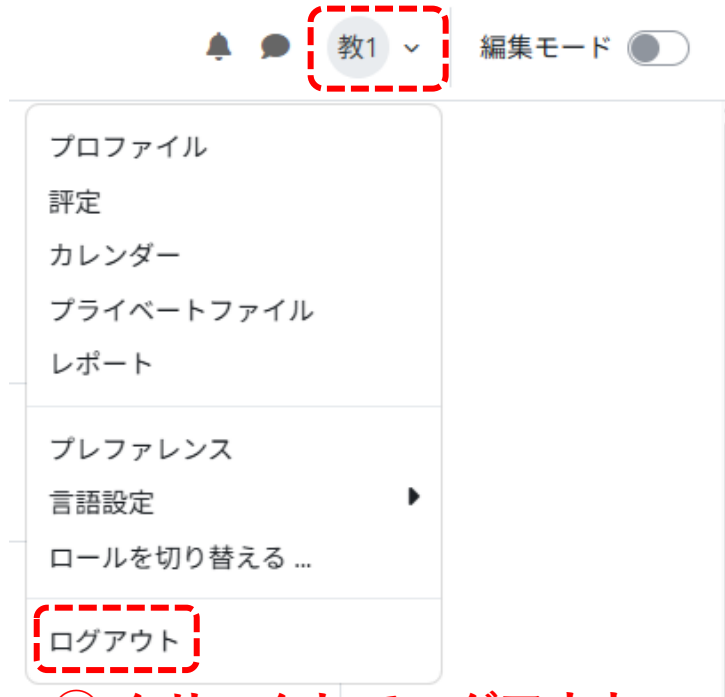 教1 編集モード
プロファイル
評定
カレンダー
プライベートファイル
レポート
プレファレンス
言語設定
ロールを切り替える ...
ログアウト